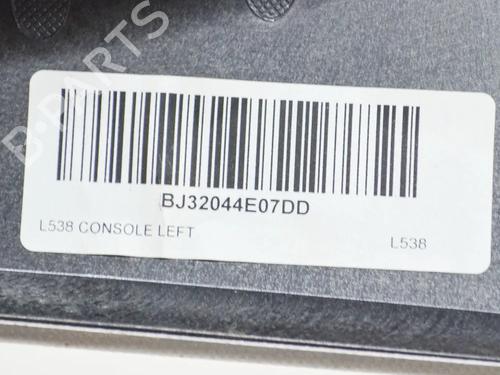 B-PARTS
BJ32044E07DD
L538 CONSOLE LEFT
L538